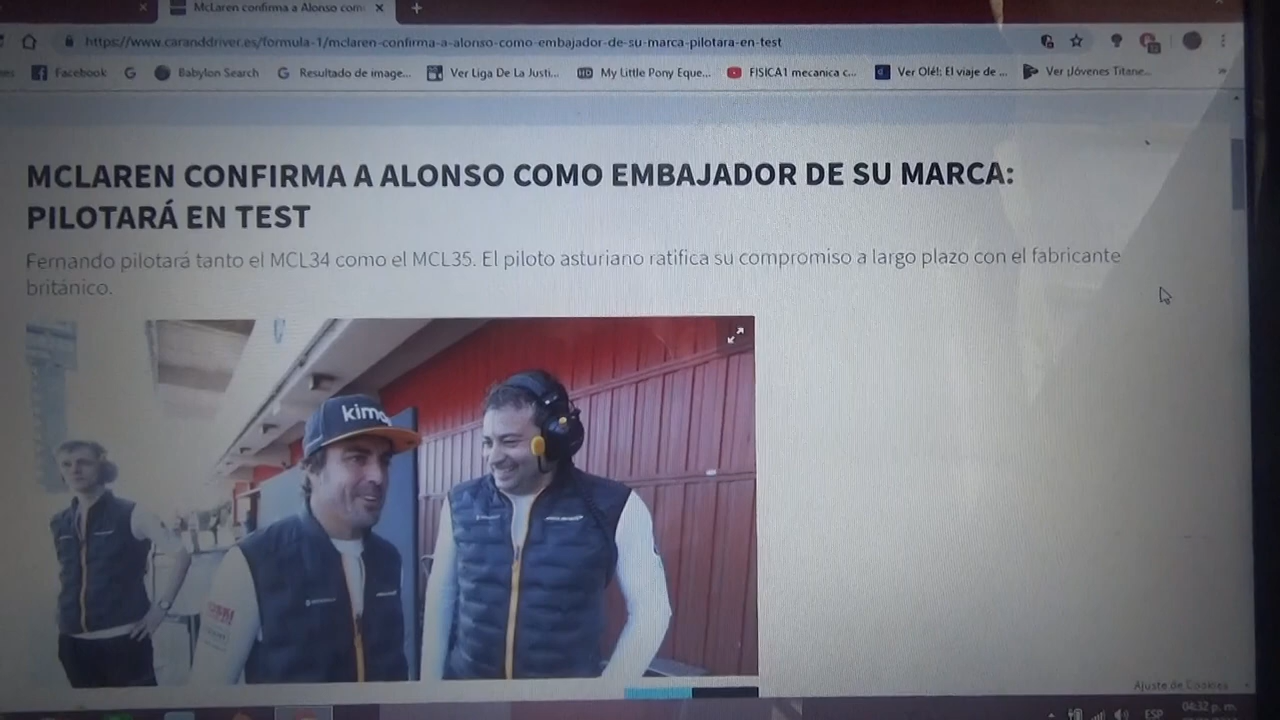 McLaren confirma a Alonso com
https://www.caranddriver.es/formula-1/mclaren-confirma-a-alonso-como-embajador-de-su-marca-pilotara-en-test
Facebook
Babylon Search
Resultado de image...
Ver Liga De La Justi...
My Little Pony Eque...
FISICA1 mecanica c...
Ver Olé!: El viaje de ...
Ver ¡Jóvenes Titane...
MCLAREN CONFIRMA A ALONSO COMO EMBAJADOR DE SU MARCA:
PILOTARÁ EN TEST
Fernando pilotará tanto el MCL34 como el MCL35. El piloto asturiano ratifica su compromiso a largo plazo con el fabricante
británico.
kimo
Ajuste de Cookies
ESP
04:32 p. m.